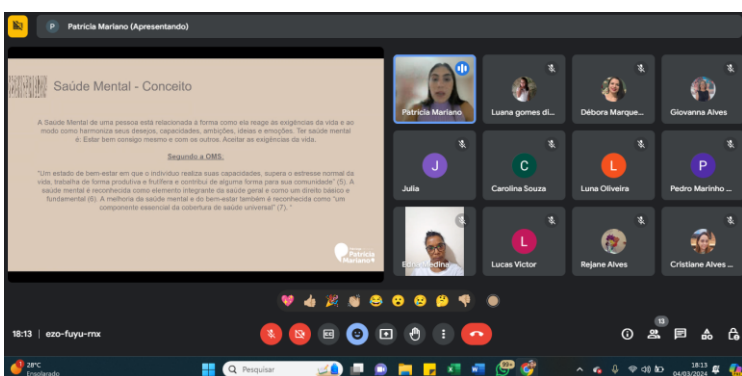 P Patricia Mariano (Apresentando)
Saúde Mental - Conceito
A Saúde Mental de uma pessoa está relacionada à forma como ela reage as exigências da vida e ao
modo como harmoniza seus desejos, capacidades, ambições, ideias e emoções. Ter saúde mental
é: Estar bem consigo mesmo e com os outros. Aceitar as exigências da vida.
Segundo a OMS.
"Um estado de bem-estar em que o indivíduo realiza suas capacidades, supera o estresse normal da
vida, trabalha de forma produtiva e frutífera e contribui de alguma forma para sua comunidade" (5). A
saúde mental é reconhecida como elemento integrante da saúde geral e como um direito básico e
fundamental (6). A melhoria da saúde mental e do bem-estar também é reconhecida como "um
componente essencial da cobertura de saúde universal" (7). "
Patrícia
Mariano
Patricia Mariano
Luana gomes di...
Débora Marque...
Giovanna Alves
J
Julia
C
Carolina Souza
L
Luna Oliveira
P
Pedro Marinho ...
Medina
L
Lucas Victor
Rejane Alves
Cristiane Alves ...
18:13 | ezo-fuyu-rnx
13
28°C
Ensolarado
Pesquisar
99+
18:13
04/03/2024